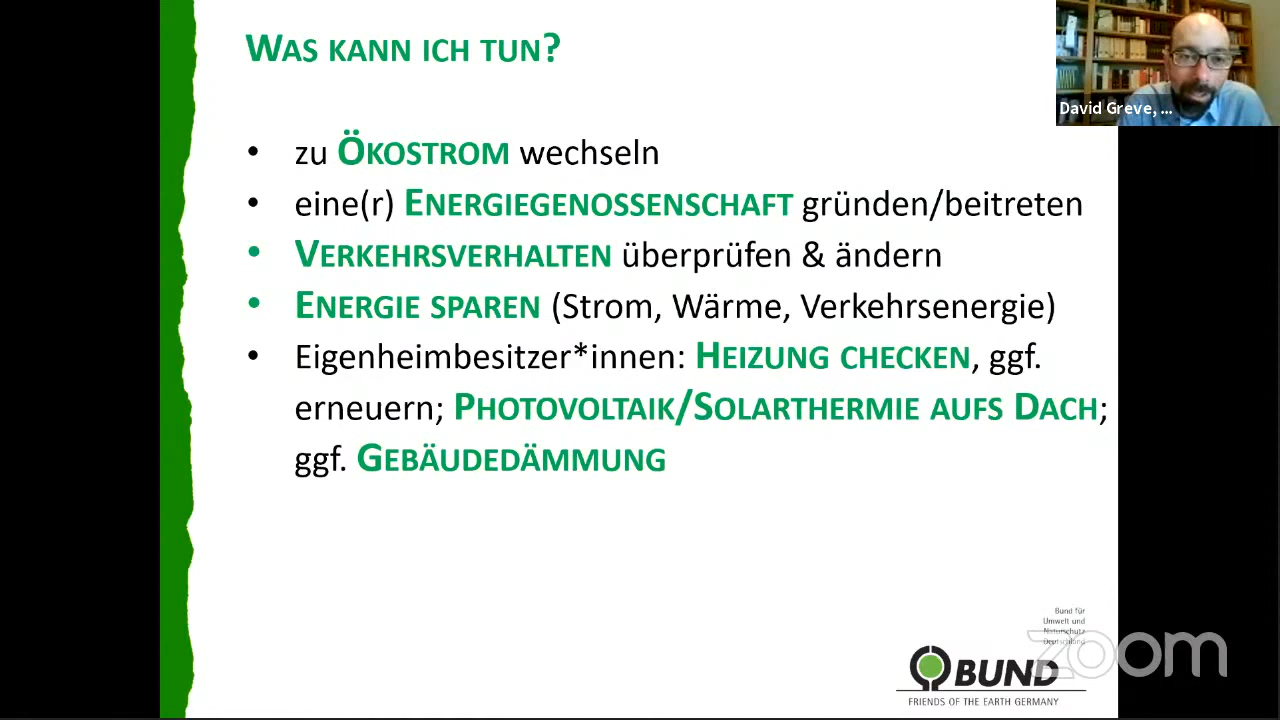 WAS KANN ICH TUN?
David Greve, ...
• zu ÖKOSTROM wechseln
• eine(r) ENERGIEGENOSSENSCHAFT gründen/beitreten
• VERKEHRSVERHALTEN überprüfen & ändern
• ENERGIE SPAREN (Strom, Wärme, Verkehrsenergie)
• Eigenheimbesitzer*innen: HEIZUNG CHECKEN, ggf.
erneuern; PHOTOVOLTAIK/SOLARTHERMIE AUFS DACH;
ggf. GEBÄUDEDÄMMUNG
Bund für
Umwelt und
Naturschutz
Deutschland
zoom
BUND
FRIENDS OF THE EARTH GERMANY